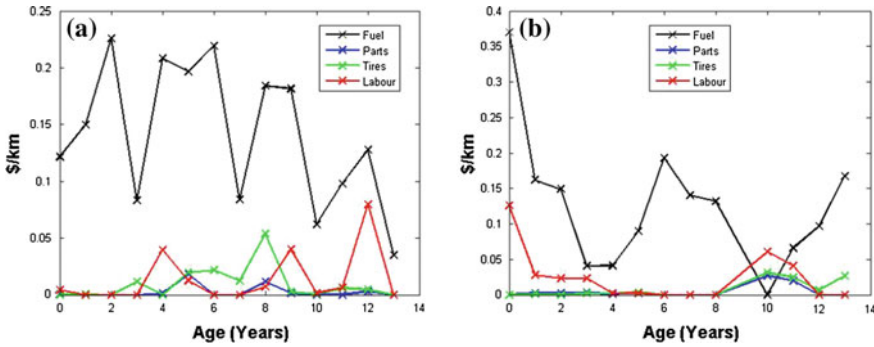 (a)
Fuel
Parts
Tires
Labour
0.25
0.2
0.15
0.1
0.05
0
$/km
0 2 4 6 8 10 12 14
Age (Years)
(b)
Fuel
Parts
Tires
Labour
0.4
0.35
0.3
0.25
0.2
0.15
0.1
0.05
0
$/km
0 2 4 6 8 10 12 14
Age (Years)